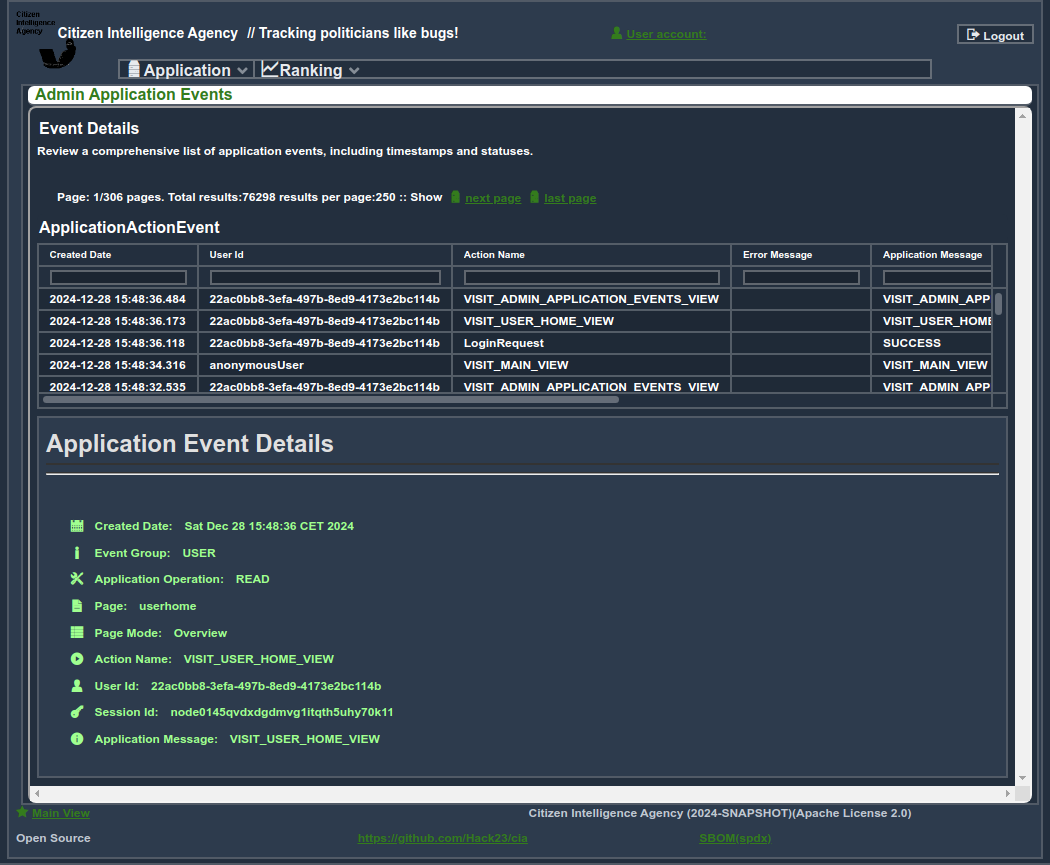 Citizen
Intelligence
Agency
Citizen Intelligence Agency // Tracking politicians like bugs!
User account:
Logout
Application
Ranking
Admin Application Events
Event Details
Review a comprehensive list of application events, including timestamps and statuses.
Page: 1/306 pages. Total results:76298 results per page:250 :: Show next page last page
ApplicationActionEvent
Created Date User Id Action Name Error Message Application Message
2024-12-28 15:48:36.484 22ac0bb8-3efa-497b-8ed9-4173e2bc114b VISIT_ADMIN_APPLICATION_EVENTS_VIEW VISIT_ADMIN_APP
2024-12-28 15:48:36.173 22ac0bb8-3efa-497b-8ed9-4173e2bc114b VISIT_USER_HOME_VIEW VISIT_USER_HOME
2024-12-28 15:48:36.118 22ac0bb8-3efa-497b-8ed9-4173e2bc114b LoginRequest SUCCESS
2024-12-28 15:48:34.316 anonymousUser VISIT_MAIN_VIEW VISIT_MAIN_VIEW
2024-12-28 15:48:32.535 22ac0bb8-3efa-497b-8ed9-4173e2bc114b VISIT_ADMIN_APPLICATION_EVENTS_VIEW VISIT_ADMIN_APP
Application Event Details
Created Date: Sat Dec 28 15:48:36 CET 2024
Event Group: USER
Application Operation: READ
Page: userhome
Page Mode: Overview
Action Name: VISIT_USER_HOME_VIEW
User Id: 22ac0bb8-3efa-497b-8ed9-4173e2bc114b
Session Id: node0145qvdxdgdmvg1itqth5uhy70k11
Application Message: VISIT_USER_HOME_VIEW
Main View Citizen Intelligence Agency (2024-SNAPSHOT)(Apache License 2.0)
Open Source https://github.com/Hack23/cia SBOM(spdx)